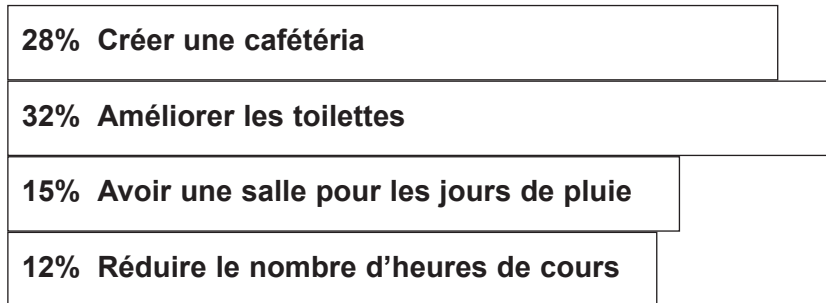 28% Créer une cafétéria
32% Améliorer les toilettes
15% Avoir une salle pour les jours de pluie
12% Réduire le nombre d’heures de cours